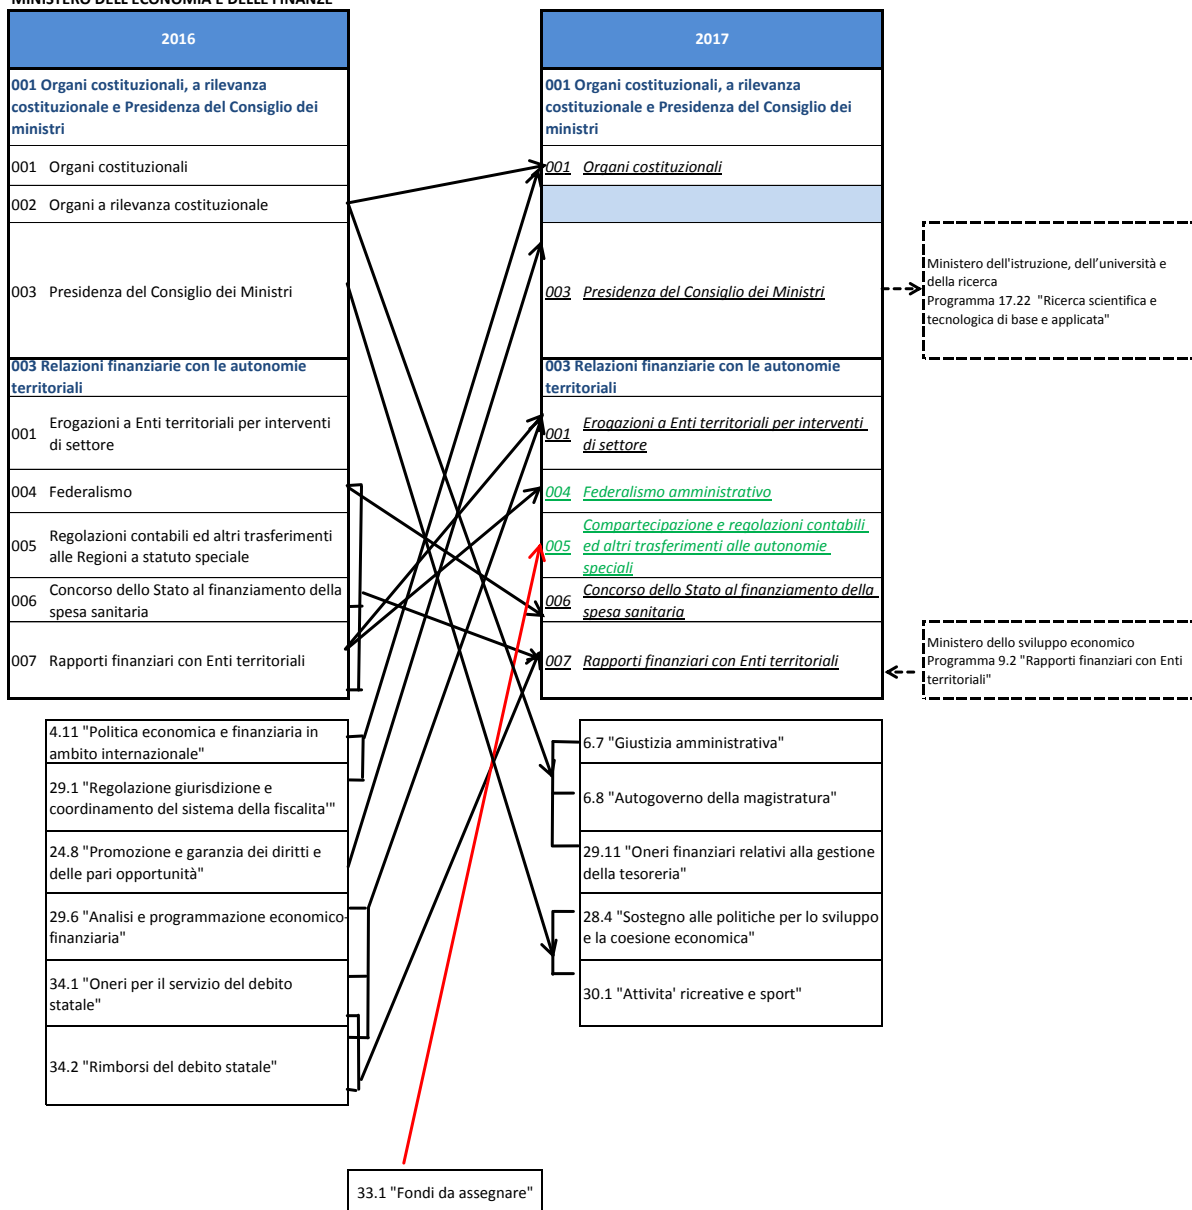 MINISTERO DELL'ECONOMIA E DELLE FINANZE
2016
001 Organi costituzionali, a rilevanza
costituzionale e Presidenza del Consiglio dei
ministri
001 Organi costituzionali
002 Organi a rilevanza costituzionale
003 Presidenza del Consiglio dei Ministri
003 Relazioni finanziarie con le autonomie
territoriali
001 Erogazioni a Enti territoriali per interventi
di settore
004 Federalismo
005 Regolazioni contabili ed altri trasferimenti
alle Regioni a statuto speciale
006 Concorso dello Stato al finanziamento della
spesa sanitaria
007 Rapporti finanziari con Enti territoriali
4.11 "Politica economica e finanziaria in
ambito internazionale"
29.1 "Regolazione giurisdizione e
coordinamento del sistema della fiscalita'"
24.8 "Promozione e garanzia dei diritti e
delle pari opportunità"
29.6 "Analisi e programmazione economico-
finanziaria"
34.1 "Oneri per il servizio del debito
statale"
34.2 "Rimborsi del debito statale"
33.1 "Fondi da assegnare"
2017
001 Organi costituzionali, a rilevanza
costituzionale e Presidenza del Consiglio dei
ministri
001 Organi costituzionali
003 Presidenza del Consiglio dei Ministri
003 Relazioni finanziarie con le autonomie
territoriali
001 Erogazioni a Enti territoriali per interventi
di settore
004 Federalismo amministrativo
005 Compartecipazione e regolazioni contabili
ed altri trasferimenti alle autonomie
speciali
006 Concorso dello Stato al finanziamento della
spesa sanitaria
007 Rapporti finanziari con Enti territoriali
6.7 "Giustizia amministrativa"
6.8 "Autogoverno della magistratura"
29.11 "Oneri finanziari relativi alla gestione
della tesoreria"
28.4 "Sostegno alle politiche per lo sviluppo
e la coesione economica"
30.1 "Attivita' ricreative e sport"
Ministero dell'istruzione, dell’università e
della ricerca
Programma 17.22 "Ricerca scientifica e
tecnologica di base e applicata"
Ministero dello sviluppo economico
Programma 9.2 "Rapporti finanziari con Enti
territoriali"